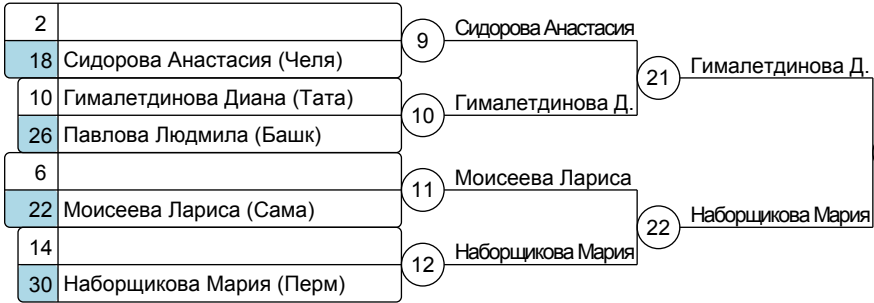 2
18 Сидорова Анастасия (Челя)
10 Гималетдинова Диана (Тата)
26 Павлова Людмила (Башк)
6
22 Моисеева Лариса (Сама)
14
30 Наборщикова Мария (Перм)
9 Сидорова Анастасия
10 Гималетдинова Д.
11 Моисеева Лариса
12 Наборщикова Мария
21 Гималетдинова Д.
22 Наборщикова Мария